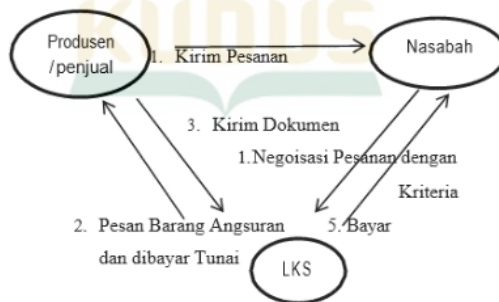 KUDUS
Produsen
/penjual
Nasabah
1. Kirim Pesanan
3. Kirim Dokumen
1.Negoisasi Pesanan dengan
Kriteria
2. Pesan Barang Angsuran
dan dibayar Tunai
5. Bayar
LKS